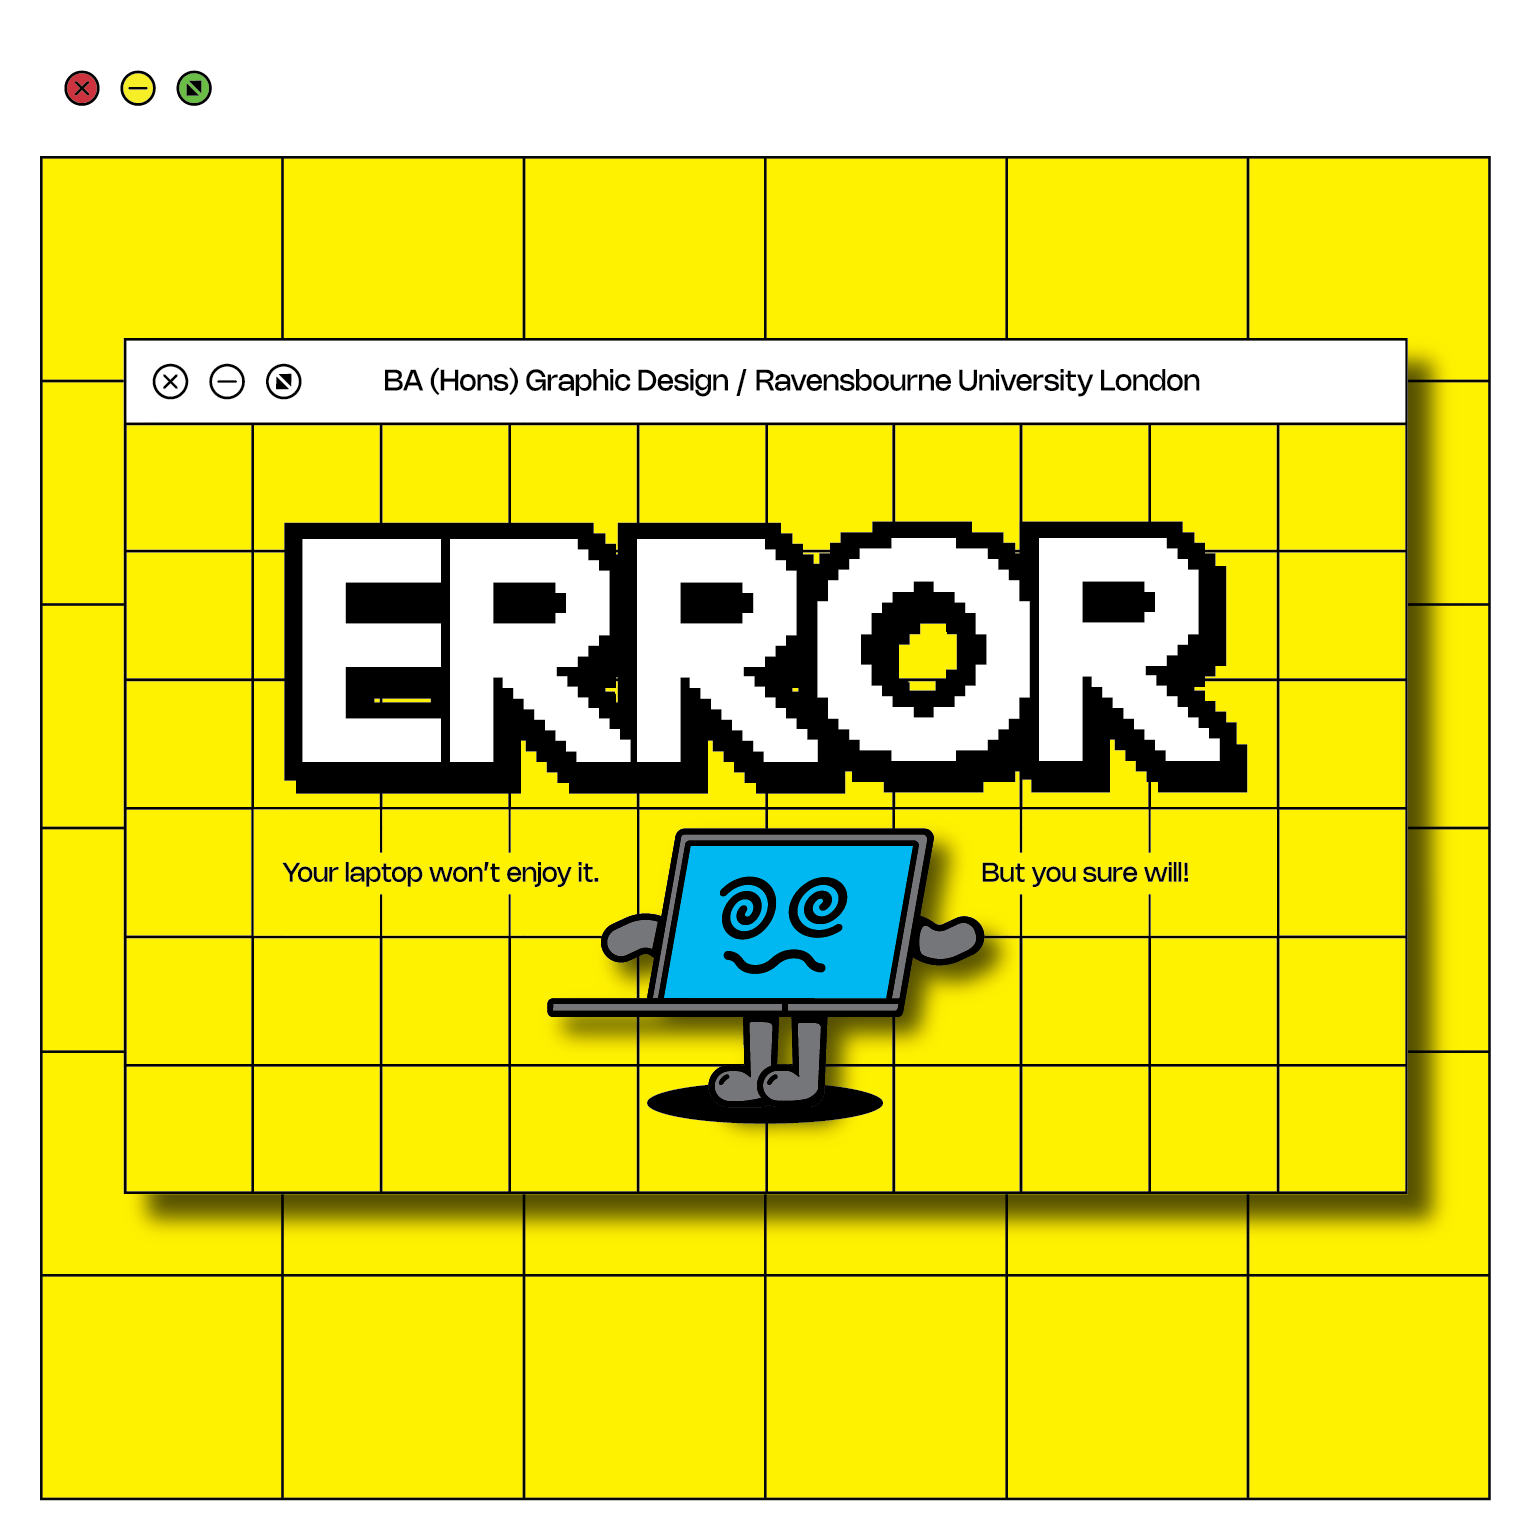 BA (Hons) Graphic Design / Ravensbourne University London
ERROR
Your laptop won’t enjoy it.
But you sure will!